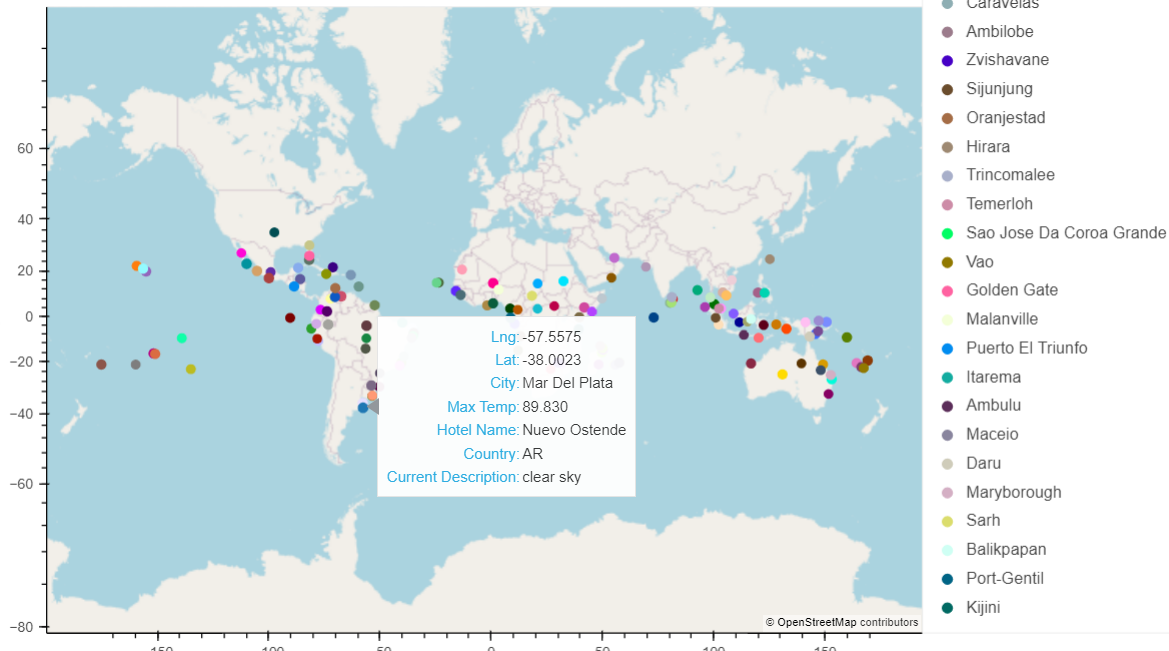 Caravelas
Ambilobe
Zvishavane
Sijunjung
Oranjestad
Hirara
Trincomalee
Temerloh
Sao Jose Da Coroa Grande
Vao
Golden Gate
Malanville
Puerto El Triunfo
Itarema
Ambulu
Maceio
Daru
Maryborough
Sarh
Balikpapan
Port-Gentil
Kijini
60
40
20
0
−20
−40
−60
−80
Lng: -57.5575
Lat: -38.0023
City: Mar Del Plata
Max Temp: 89.830
Hotel Name: Nuevo Ostende
Country: AR
Current Description: clear sky
© OpenStreetMap contributors
−150 −100 −50 0 50 100 150